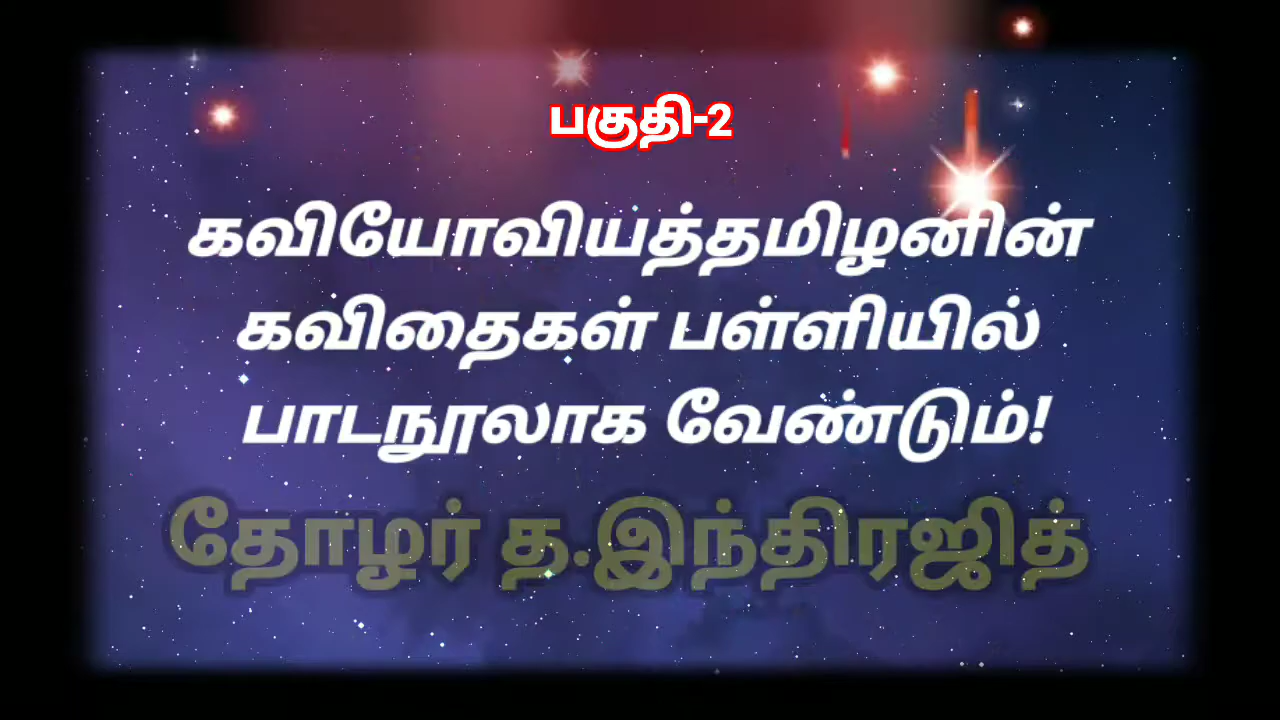 பகுதி-2
கவியோவியத்தமிழனின்
கவிதைகள் பள்ளியில்
பாடநூலாக வேண்டும்!
தோழர் த.இந்திரஜித்